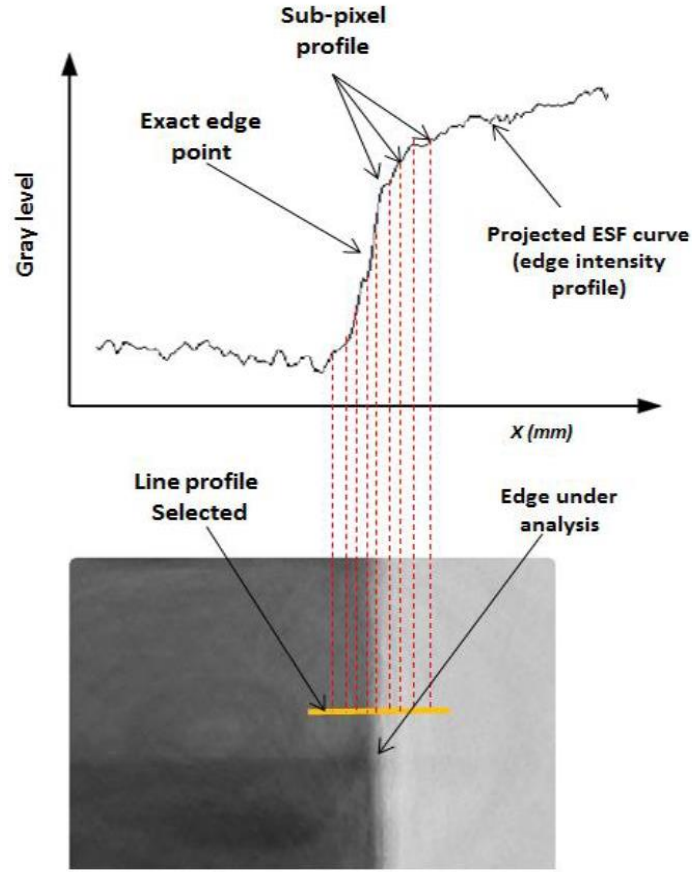 Sub-pixel
profile
Exact edge
point
Gray level
Projected ESF curve
(edge intensity
profile)
X (mm)
Line profile
Selected
Edge under
analysis